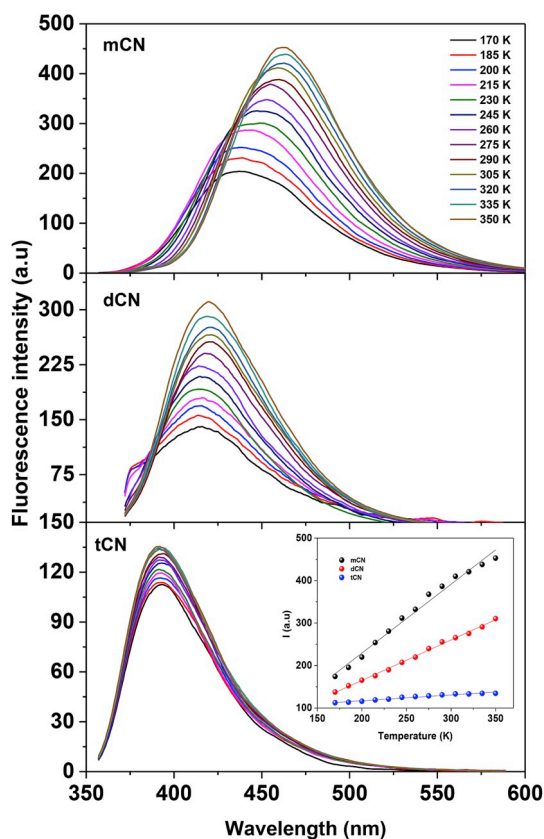 mCN
500
400
300
200
100
0
170 K
185 K
200 K
215 K
230 K
245 K
260 K
275 K
290 K
305 K
320 K
335 K
350 K
Fluorescence intensity (a.u)
dCN
300
225
150
75
150
tCN
120
90
60
30
0
mCN
dCN
tCN
500
400
300
200
100
I (a.u)
150 200 250 300 350 400
Temperature (K)
350 400 450 500 550 600
Wavelength (nm)